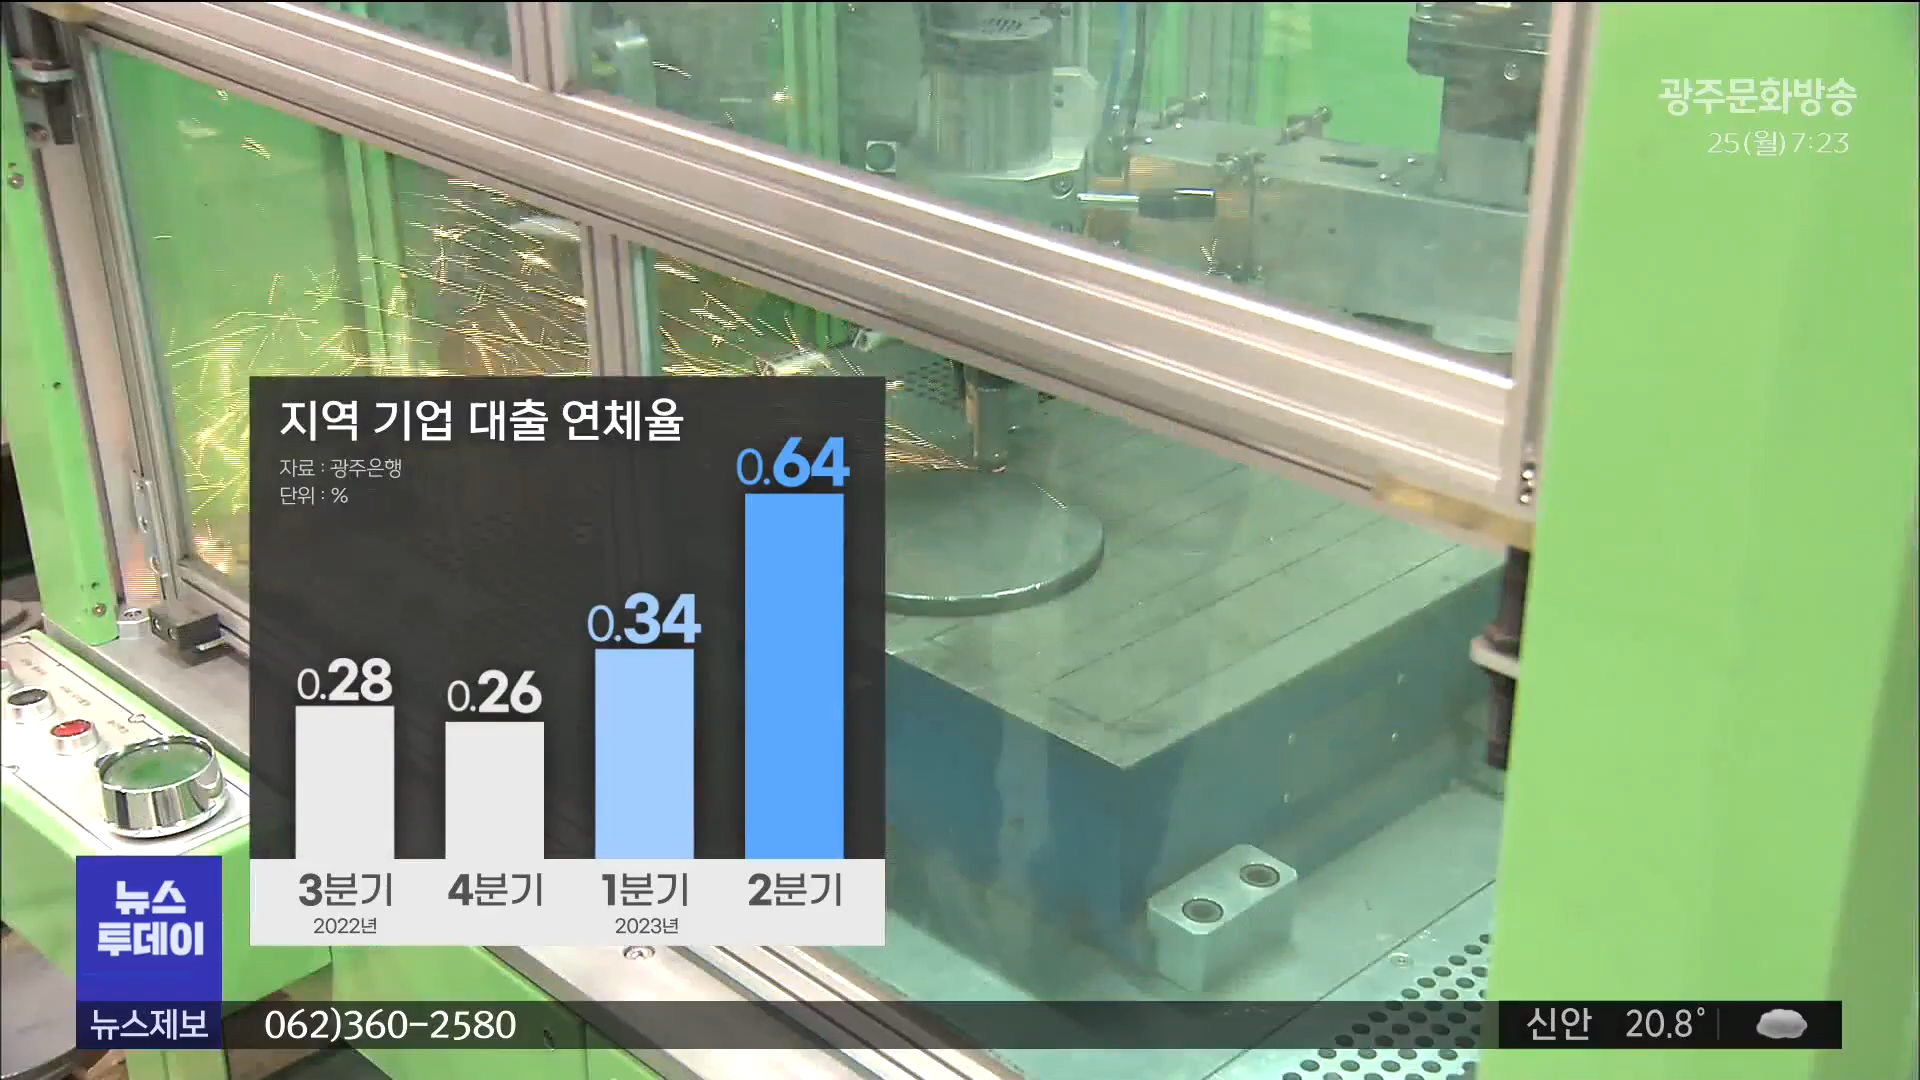 광주문화방송
25(월) 7:23
지역 기업 대출 연체율
자료 : 광주은행
단위 : %
0.28
0.26
0.34
0.64
3분기
4분기
1분기
2분기
2022년
2023년
뉴스
투데이
뉴스제보
062)360-2580
신안 20.8°